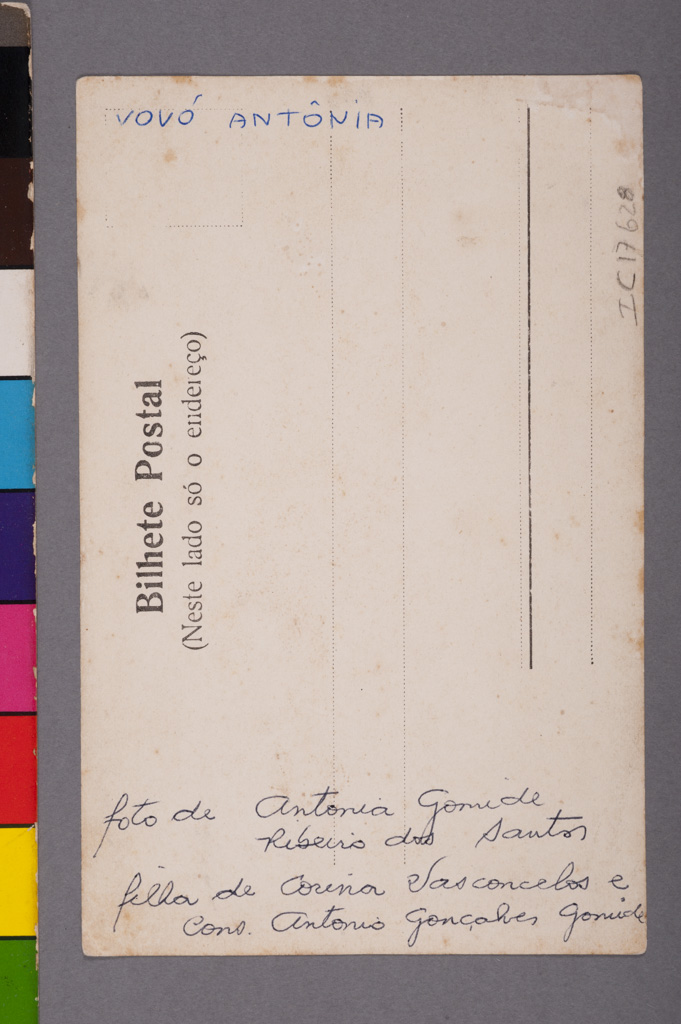 VOVÓ ANTÔNIA
IC17628
Bilhete Postal
(Neste lado só o endereço)
foto de Antonia Gomide
Ribeiro dos Santos
filha de Corina Vasconcelos e
Cons. Antonio Gonçalves Gomide